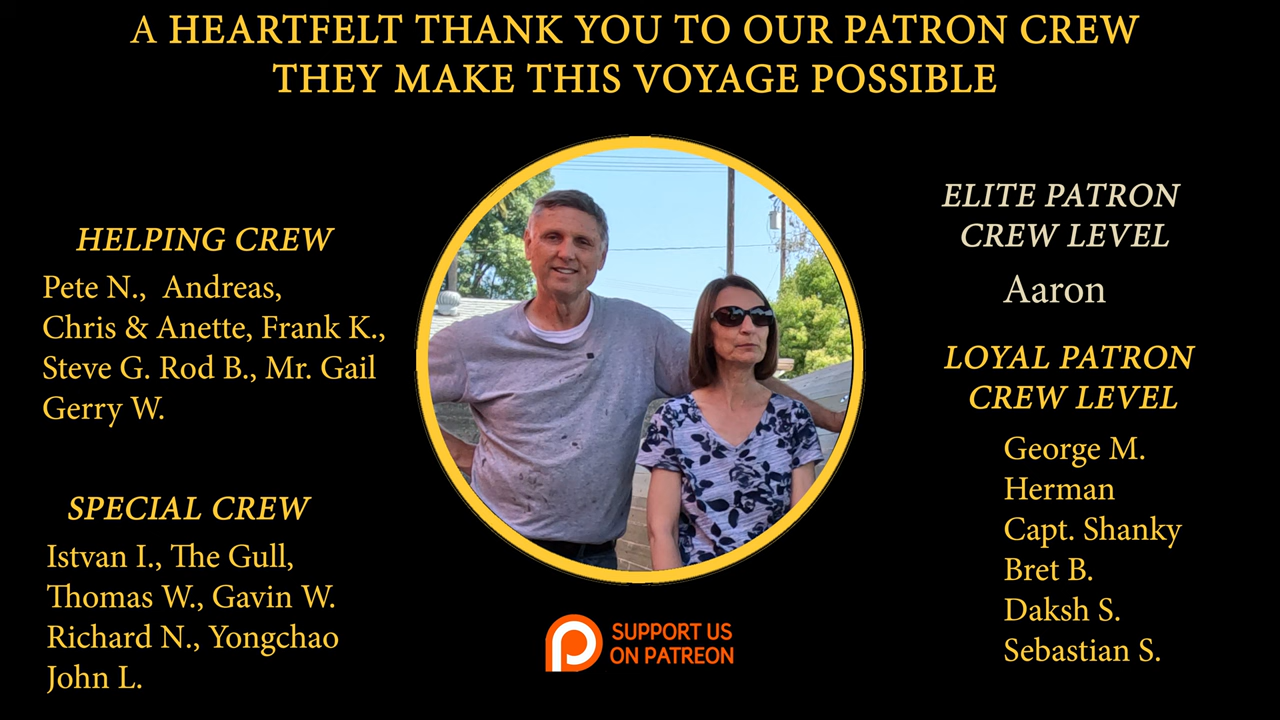 A HEARTFELT THANK YOU TO OUR PATRON CREW
THEY MAKE THIS VOYAGE POSSIBLE
HELPING CREW
Pete N., Andreas,
Chris & Anette, Frank K.,
Steve G. Rod B., Mr. Gail
Gerry W.
SPECIAL CREW
Istvan I., The Gull,
Thomas W., Gavin W.
Richard N., Yongchao
John L.
ELITE PATRON
CREW LEVEL
Aaron
LOYAL PATRON
CREW LEVEL
George M.
Herman
Capt. Shanky
Bret B.
Daksh S.
Sebastian S.
SUPPORT US
ON PATREON